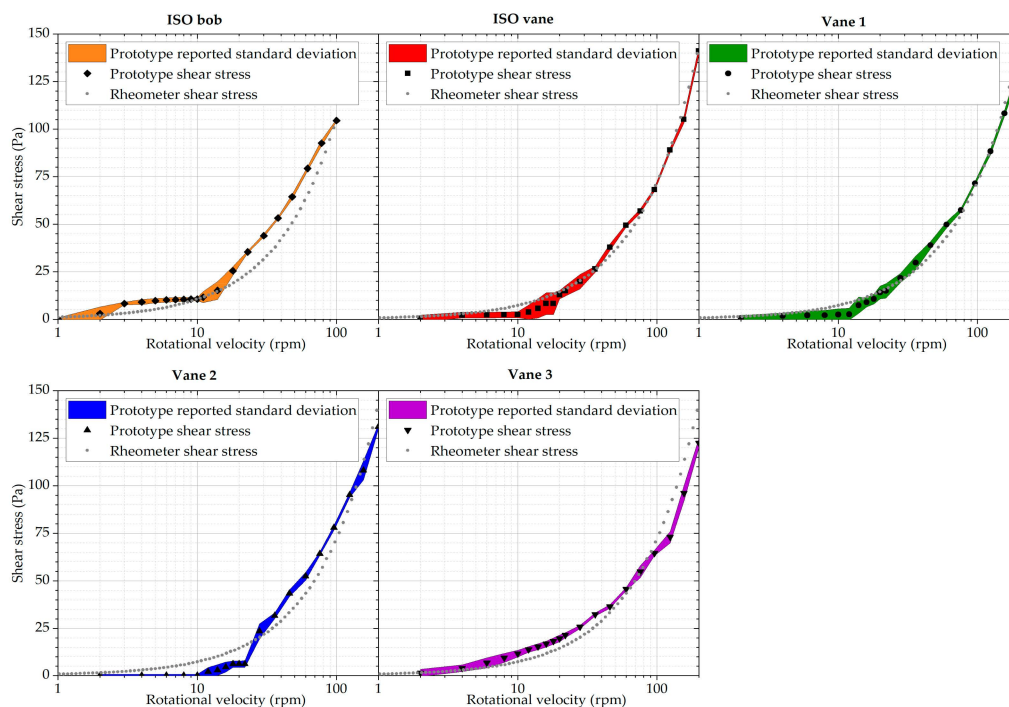 ISO bob
ISO vane
Vane 1
150
125
100
75
50
25
0
Shear stress (Pa)
Prototype reported standard deviation
Prototype shear stress
Rheometer shear stress
Prototype reported standard deviation
Prototype shear stress
Rheometer shear stress
Prototype reported standard deviation
Prototype shear stress
Rheometer shear stress
1 10 100
1 10 100
1 10 100
Rotational velocity (rpm)
Rotational velocity (rpm)
Rotational velocity (rpm)
Vane 2
Vane 3
150
125
100
75
50
25
0
Shear stress (Pa)
Prototype reported standard deviation
Prototype shear stress
Rheometer shear stress
Prototype reported standard deviation
Prototype shear stress
Rheometer shear stress
1 10 100
1 10 100
Rotational velocity (rpm)
Rotational velocity (rpm)